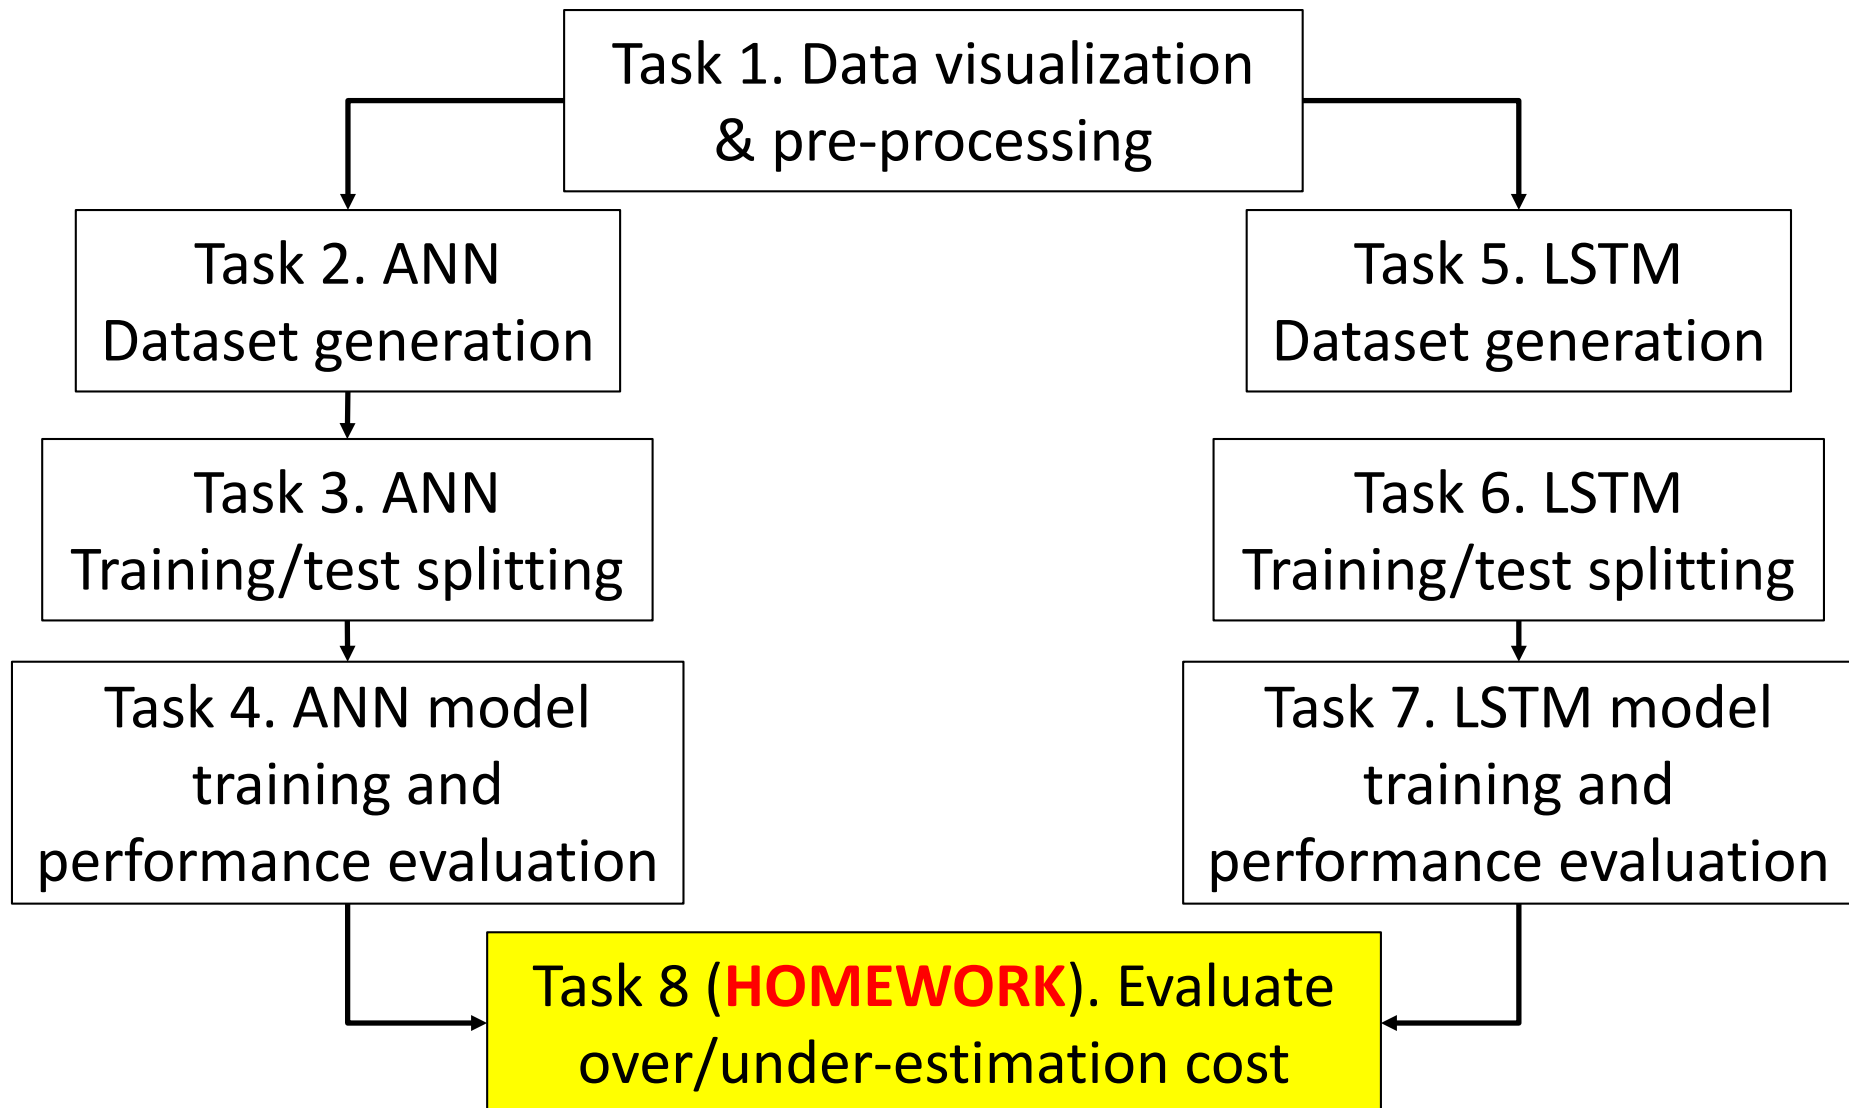 Task 1. Data visualization
& pre-processing
Task 2. ANN
Dataset generation
Task 5. LSTM
Dataset generation
Task 3. ANN
Training/test splitting
Task 6. LSTM
Training/test splitting
Task 4. ANN model
training and
performance evaluation
Task 7. LSTM model
training and
performance evaluation
Task 8 (HOMEWORK). Evaluate
over/under-estimation cost